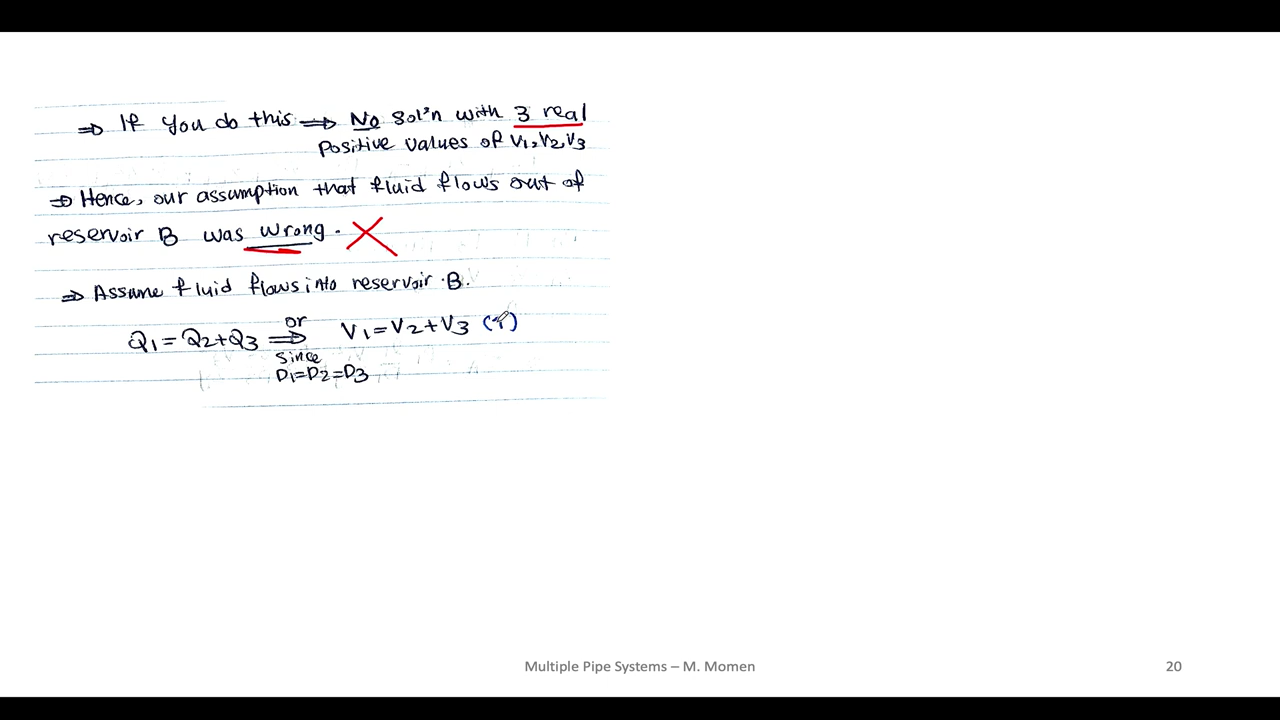 ⇒ If you do this ⇒ No sol'n with 3 real
positive values of V1, V2, V3
⇒ Hence, our assumption that fluid flows out of
reservoir B was wrong.
⇒ Assume fluid flows into reservoir B.
Q1 = Q2 + Q3 or ⇒ V1 = V2 + V3
since
D1 = D2 = D3
Multiple Pipe Systems – M. Momen
20